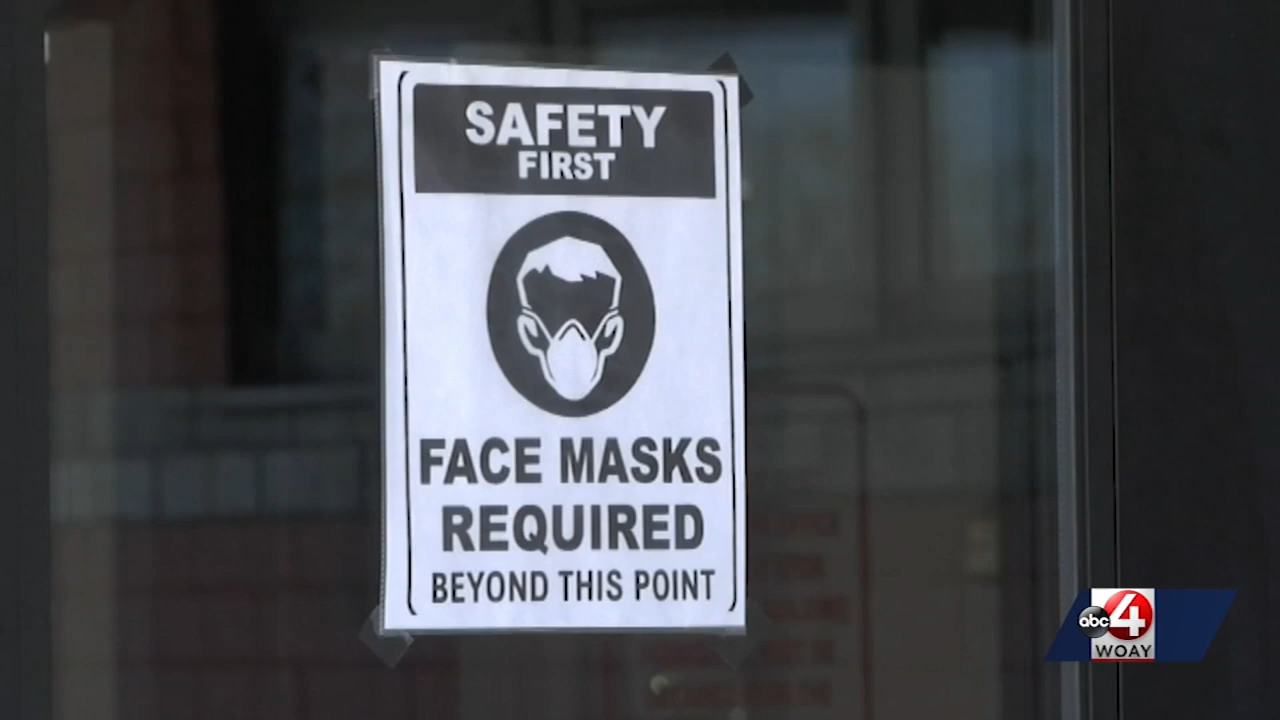 SAFETY
FIRST
FACE MASKS
REQUIRED
BEYOND THIS POINT
abc 4
WOAY